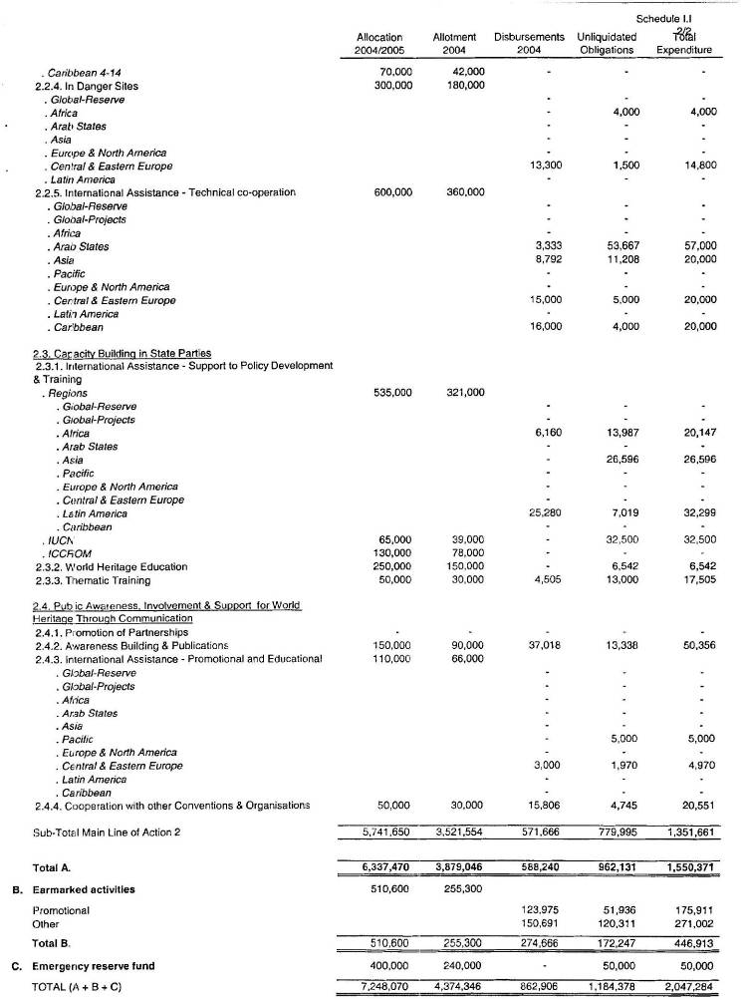 Schedule I.I
2/2
Allocation 2004/2005 Allotment 2004 Disbursements 2004 Unliquidated Obligations Total Expenditure
. Caribbean 4-14 70,000 42,000 - - -
2.2.4. In Danger Sites 300,000 180,000
. Global-Reserve - - -
. Africa - 4,000 4,000
. Arab States - - -
. Asia - - -
. Europe & North America - - -
. Central & Eastern Europe 13,300 1,500 14,800
. Latin America - - -
2.2.5. International Assistance - Technical co-operation 600,000 360,000
. Global-Reserve - - -
. Global-Projects - - -
. Africa - - -
. Arab States 3,333 53,667 57,000
. Asia 8,792 11,208 20,000
. Pacific - - -
. Europe & North America - - -
. Central & Eastern Europe 15,000 5,000 20,000
. Latin America - - -
. Caribbean 16,000 4,000 20,000
2.3. Capacity Building in State Parties
2.3.1. International Assistance - Support to Policy Development
& Training
. Regions 535,000 321,000
. Global-Reserve - - -
. Global-Projects - - -
. Africa 6,160 13,987 20,147
. Arab States - - -
. Asia - 26,596 26,596
. Pacific - - -
. Europe & North America - - -
. Central & Eastern Europe - - -
. Latin America 25,280 7,019 32,299
. Caribbean - - -
. IUCN 65,000 39,000 - 32,500 32,500
. ICCROM 130,000 78,000 - - -
2.3.2. World Heritage Education 250,000 150,000 - 6,542 6,542
2.3.3. Thematic Training 50,000 30,000 4,505 13,000 17,505
2.4. Public Awareness, Involvement & Support for World
Heritage Through Communication
2.4.1. Promotion of Partnerships - - - - -
2.4.2. Awareness Building & Publications 150,000 90,000 37,018 13,338 50,356
2.4.3. International Assistance - Promotional and Educational 110,000 66,000
. Global-Reserve - - -
. Global-Projects - - -
. Africa - - -
. Arab States - - -
. Asia - - -
. Pacific - 5,000 5,000
. Europe & North America - - -
. Central & Eastern Europe 3,000 1,970 4,970
. Latin America - - -
. Caribbean - - -
2.4.4. Cooperation with other Conventions & Organisations 50,000 30,000 15,806 4,745 20,551
Sub-Total Main Line of Action 2 5,741,650 3,521,554 571,666 779,995 1,351,661
Total A. 6,337,470 3,879,046 588,240 962,131 1,550,371
B. Earmarked activities 510,600 255,300
Promotional 123,975 51,936 175,911
Other 150,691 120,311 271,002
Total B. 510,600 255,300 274,666 172,247 446,913
C. Emergency reserve fund 400,000 240,000 - 50,000 50,000
TOTAL (A + B + C) 7,248,070 4,374,346 862,906 1,184,378 2,047,284